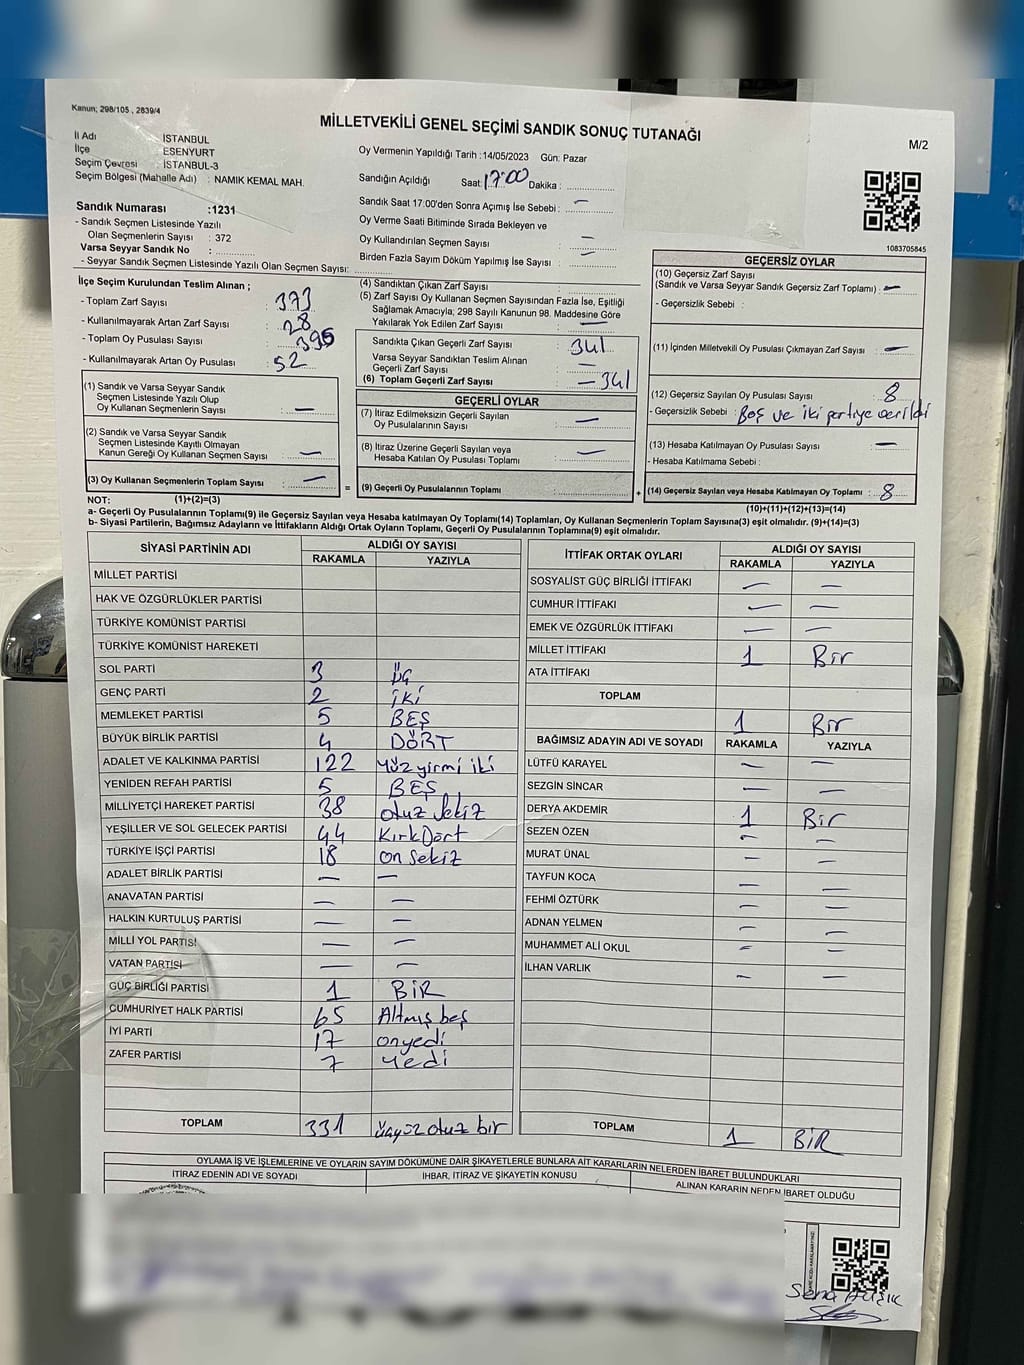 Kanun; 298/105 , 2839/4
MİLLETVEKİLİ GENEL SEÇİMİ SANDIK SONUÇ TUTANAĞI
M/2
İl Adı İSTANBUL
İlçe ESENYURT
Seçim Çevresi İSTANBUL-3
Seçim Bölgesi (Mahalle Adı) : NAMIK KEMAL MAH.
Oy Vermenin Yapıldığı Tarih :14/05/2023 Gün: Pazar
Sandığın Açıldığı Saat: 17:00 Dakika :
Sandık Saat 17:00'den Sonra Açımış İse Sebebi : —
Oy Verme Saati Bitiminde Sırada Bekleyen ve
Oy Kullandırılan Seçmen Sayısı : —
Birden Fazla Sayım Döküm Yapılmış İse Sayısı : —
1083705845
Sandık Numarası :1231
- Sandık Seçmen Listesinde Yazılı
Olan Seçmenlerin Sayısı : 372
Varsa Seyyar Sandık No :
- Seyyar Sandık Seçmen Listesinde Yazılı Olan Seçmen Sayısı:
İlçe Seçim Kurulundan Teslim Alınan ;
- Toplam Zarf Sayısı : 373
- Kullanılmayarak Artan Zarf Sayısı : 28
- Toplam Oy Pusulası Sayısı : 395
- Kullanılmayarak Artan Oy Pusulası : 52
(1) Sandık ve Varsa Seyyar Sandık
Seçmen Listesinde Yazılı Olup
Oy Kullanan Seçmenlerin Sayısı : —
(2) Sandık ve Varsa Seyyar Sandık
Seçmen Listesinde Kayıtlı Olmayan
Kanun Gereği Oy Kullanan Seçmen Sayısı : —
(3) Oy Kullanan Seçmenlerin Toplam Sayısı : —
(4) Sandıktan Çıkan Zarf Sayısı :
(5) Zarf Sayısı Oy Kullanan Seçmen Sayısından Fazla İse, Eşitliği
Sağlamak Amacıyla; 298 Sayılı Kanunun 98. Maddesine Göre
Yakılarak Yok Edilen Zarf Sayısı : —
Sandıkta Çıkan Geçerli Zarf Sayısı : 341
Varsa Seyyar Sandıktan Teslim Alınan
Geçerli Zarf Sayısı : —
(6) Toplam Geçerli Zarf Sayısı : — 341
GEÇERLİ OYLAR
(7) İtiraz Edilmeksizin Geçerli Sayılan
Oy Pusulalarının Sayısı : —
(8) İtiraz Üzerine Geçerli Sayılan veya
Hesaba Katılan Oy Pusulası Toplamı : —
= (9) Geçerli Oy Pusulalarının Toplamı :
GEÇERSİZ OYLAR
(10) Geçersiz Zarf Sayısı
(Sandık ve Varsa Seyyar Sandık Geçersiz Zarf Toplamı) : —
- Geçersizlik Sebebi :
(11) İçinden Milletvekili Oy Pusulası Çıkmayan Zarf Sayısı : —
(12) Geçersiz Sayılan Oy Pusulası Sayısı : 8
- Geçersizlik Sebebi : Boş ve iki partiye verildi
(13) Hesaba Katılmayan Oy Pusulası Sayısı : —
- Hesaba Katılmama Sebebi :
+ (14) Geçersiz Sayılan veya Hesaba Katılmayan Oy Toplamı : 8
NOT: (1)+(2)=(3)
(10)+(11)+(12)+(13)=(14)
a- Geçerli Oy Pusulalarının Toplamı(9) ile Geçersiz Sayılan veya Hesaba Katılmayan Oy Toplamı(14) Toplamları, Oy Kullanan Seçmenlerin Toplam Sayısına(3) eşit olmalıdır. (9)+(14)=(3)
b- Siyasi Partilerin, Bağımsız Adayların ve İttifakların Aldığı Ortak Oyların Toplamı, Geçerli Oy Pusulalarının Toplamına(9) eşit olmalıdır.
SİYASİ PARTİNİN ADI ALDIĞI OY SAYISI
RAKAMLA YAZIYLA
MİLLET PARTİSİ
HAK VE ÖZGÜRLÜKLER PARTİSİ
TÜRKİYE KOMÜNİST PARTİSİ
TÜRKİYE KOMÜNİST HAREKETİ
SOL PARTİ 3 üç
GENÇ PARTİ 2 iki
MEMLEKET PARTİSİ 5 BEŞ
BÜYÜK BİRLİK PARTİSİ 4 DÖRT
ADALET VE KALKINMA PARTİSİ 122 Yüz yirmi iki
YENİDEN REFAH PARTİSİ 5 BEŞ
MİLLİYETÇİ HAREKET PARTİSİ 38 otuz sekiz
YEŞİLLER VE SOL GELECEK PARTİSİ 44 Kırk Dört
TÜRKİYE İŞÇİ PARTİSİ 18 on sekiz
ADALET BİRLİK PARTİSİ — —
ANAVATAN PARTİSİ — —
HALKIN KURTULUŞ PARTİSİ — —
MİLLİ YOL PARTİSİ — —
VATAN PARTİSİ — —
GÜÇ BİRLİĞİ PARTİSİ 1 BİR
CUMHURİYET HALK PARTİSİ 65 Altmış beş
İYİ PARTİ 17 onyedi
ZAFER PARTİSİ 7 Yedi
TOPLAM 331 üçyüz otuz bir
İTTİFAK ORTAK OYLARI ALDIĞI OY SAYISI
RAKAMLA YAZIYLA
SOSYALİST GÜÇ BİRLİĞİ İTTİFAKI — —
CUMHUR İTTİFAKI — —
EMEK VE ÖZGÜRLÜK İTTİFAKI — —
MİLLET İTTİFAKI 1 Bir
ATA İTTİFAKI
TOPLAM 1 Bir
BAĞIMSIZ ADAYIN ADI VE SOYADI RAKAMLA YAZIYLA
LÜTFÜ KARAYEL — —
SEZGİN SİNCAR — —
DERYA AKDEMİR 1 Bir
SEZEN ÖZEN — —
MURAT ÜNAL — —
TAYFUN KOCA — —
FEHMİ ÖZTÜRK — —
ADNAN YELMEN — —
MUHAMMET ALİ OKUL — —
İLHAN VARLIK — —
TOPLAM 1 BİR
OYLAMA İŞ VE İŞLEMLERİNE VE OYLARIN SAYIM DÖKÜMÜNE DAİR ŞİKAYETLERLE BUNLARA AİT KARARLARIN NELERDEN İBARET BULUNDUKLARI
İTİRAZ EDENİN ADI VE SOYADI İHBAR, İTİRAZ VE ŞİKAYETİN KONUSU ALINAN KARARIN NEDEN İBARET OLDUĞU